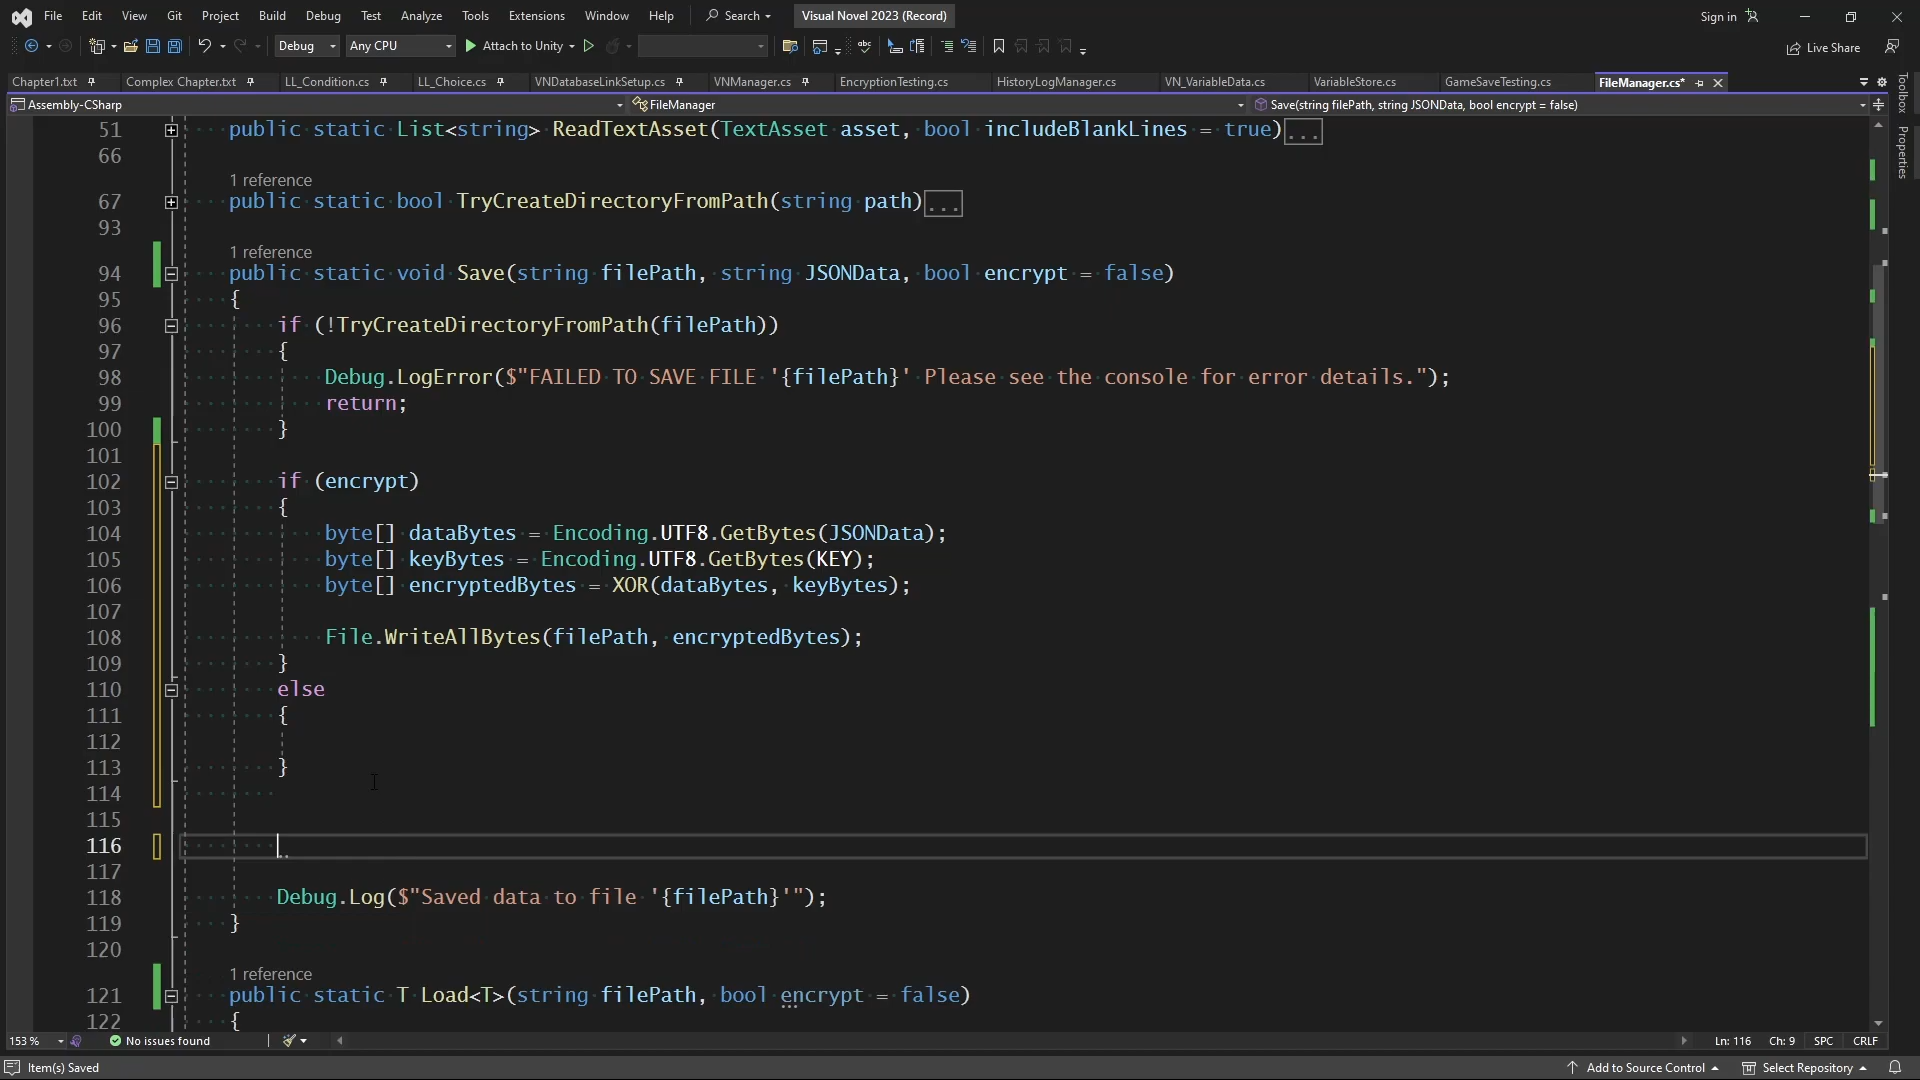 File Edit View Git Project Build Debug Test Analyze Tools Extensions Window Help Search Visual Novel 2023 (Record) Sign in
Debug Any CPU Attach to Unity Live Share
Chapter1.txt Complex Chapter.txt LL_Condition.cs LL_Choice.cs VNDatabaseLinkSetup.cs VNManager.cs EncryptionTesting.cs HistoryLogManager.cs VN_VariableData.cs VariableStore.cs GameSaveTesting.cs FileManager.cs*
Assembly-CSharp FileManager Save(string filePath, string JSONData, bool encrypt = false)
Toolbox
Properties
51 public static List<string> ReadTextAsset(TextAsset asset, bool includeBlankLines = true)...
66
1 reference
67 public static bool TryCreateDirectoryFromPath(string path)...
93
1 reference
94 public static void Save(string filePath, string JSONData, bool encrypt = false)
95 {
96 if (!TryCreateDirectoryFromPath(filePath))
97 {
98 Debug.LogError($"FAILED TO SAVE FILE '{filePath}' Please see the console for error details.");
99 return;
100 }
101
102 if (encrypt)
103 {
104 byte[] dataBytes = Encoding.UTF8.GetBytes(JSONData);
105 byte[] keyBytes = Encoding.UTF8.GetBytes(KEY);
106 byte[] encryptedBytes = XOR(dataBytes, keyBytes);
107
108 File.WriteAllBytes(filePath, encryptedBytes);
109 }
110 else
111 {
112
113 }
114
115
116
117
118 Debug.Log($"Saved data to file '{filePath}'");
119 }
120
1 reference
121 public static T Load<T>(string filePath, bool encrypt = false)
122 {
153 % No issues found Ln: 116 Ch: 9 SPC CRLF
Item(s) Saved Add to Source Control Select Repository